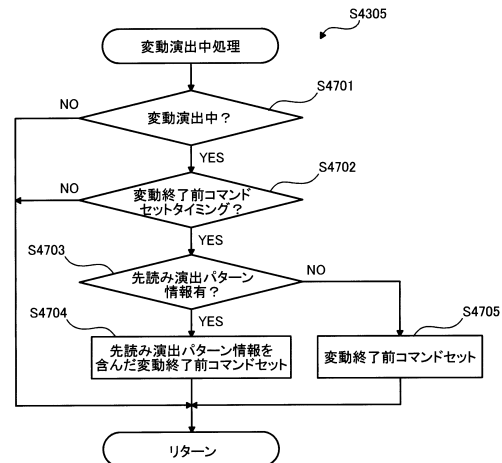 S4305
変動演出中処理
S4701
NO
変動演出中？
YES
S4702
NO
変動終了前コマンド
セットタイミング？
YES
S4703
先読み演出パターン
情報有？
NO
S4704
YES
S4705
先読み演出パターン情報を
含んだ変動終了前コマンドセット
変動終了前コマンドセット
リターン